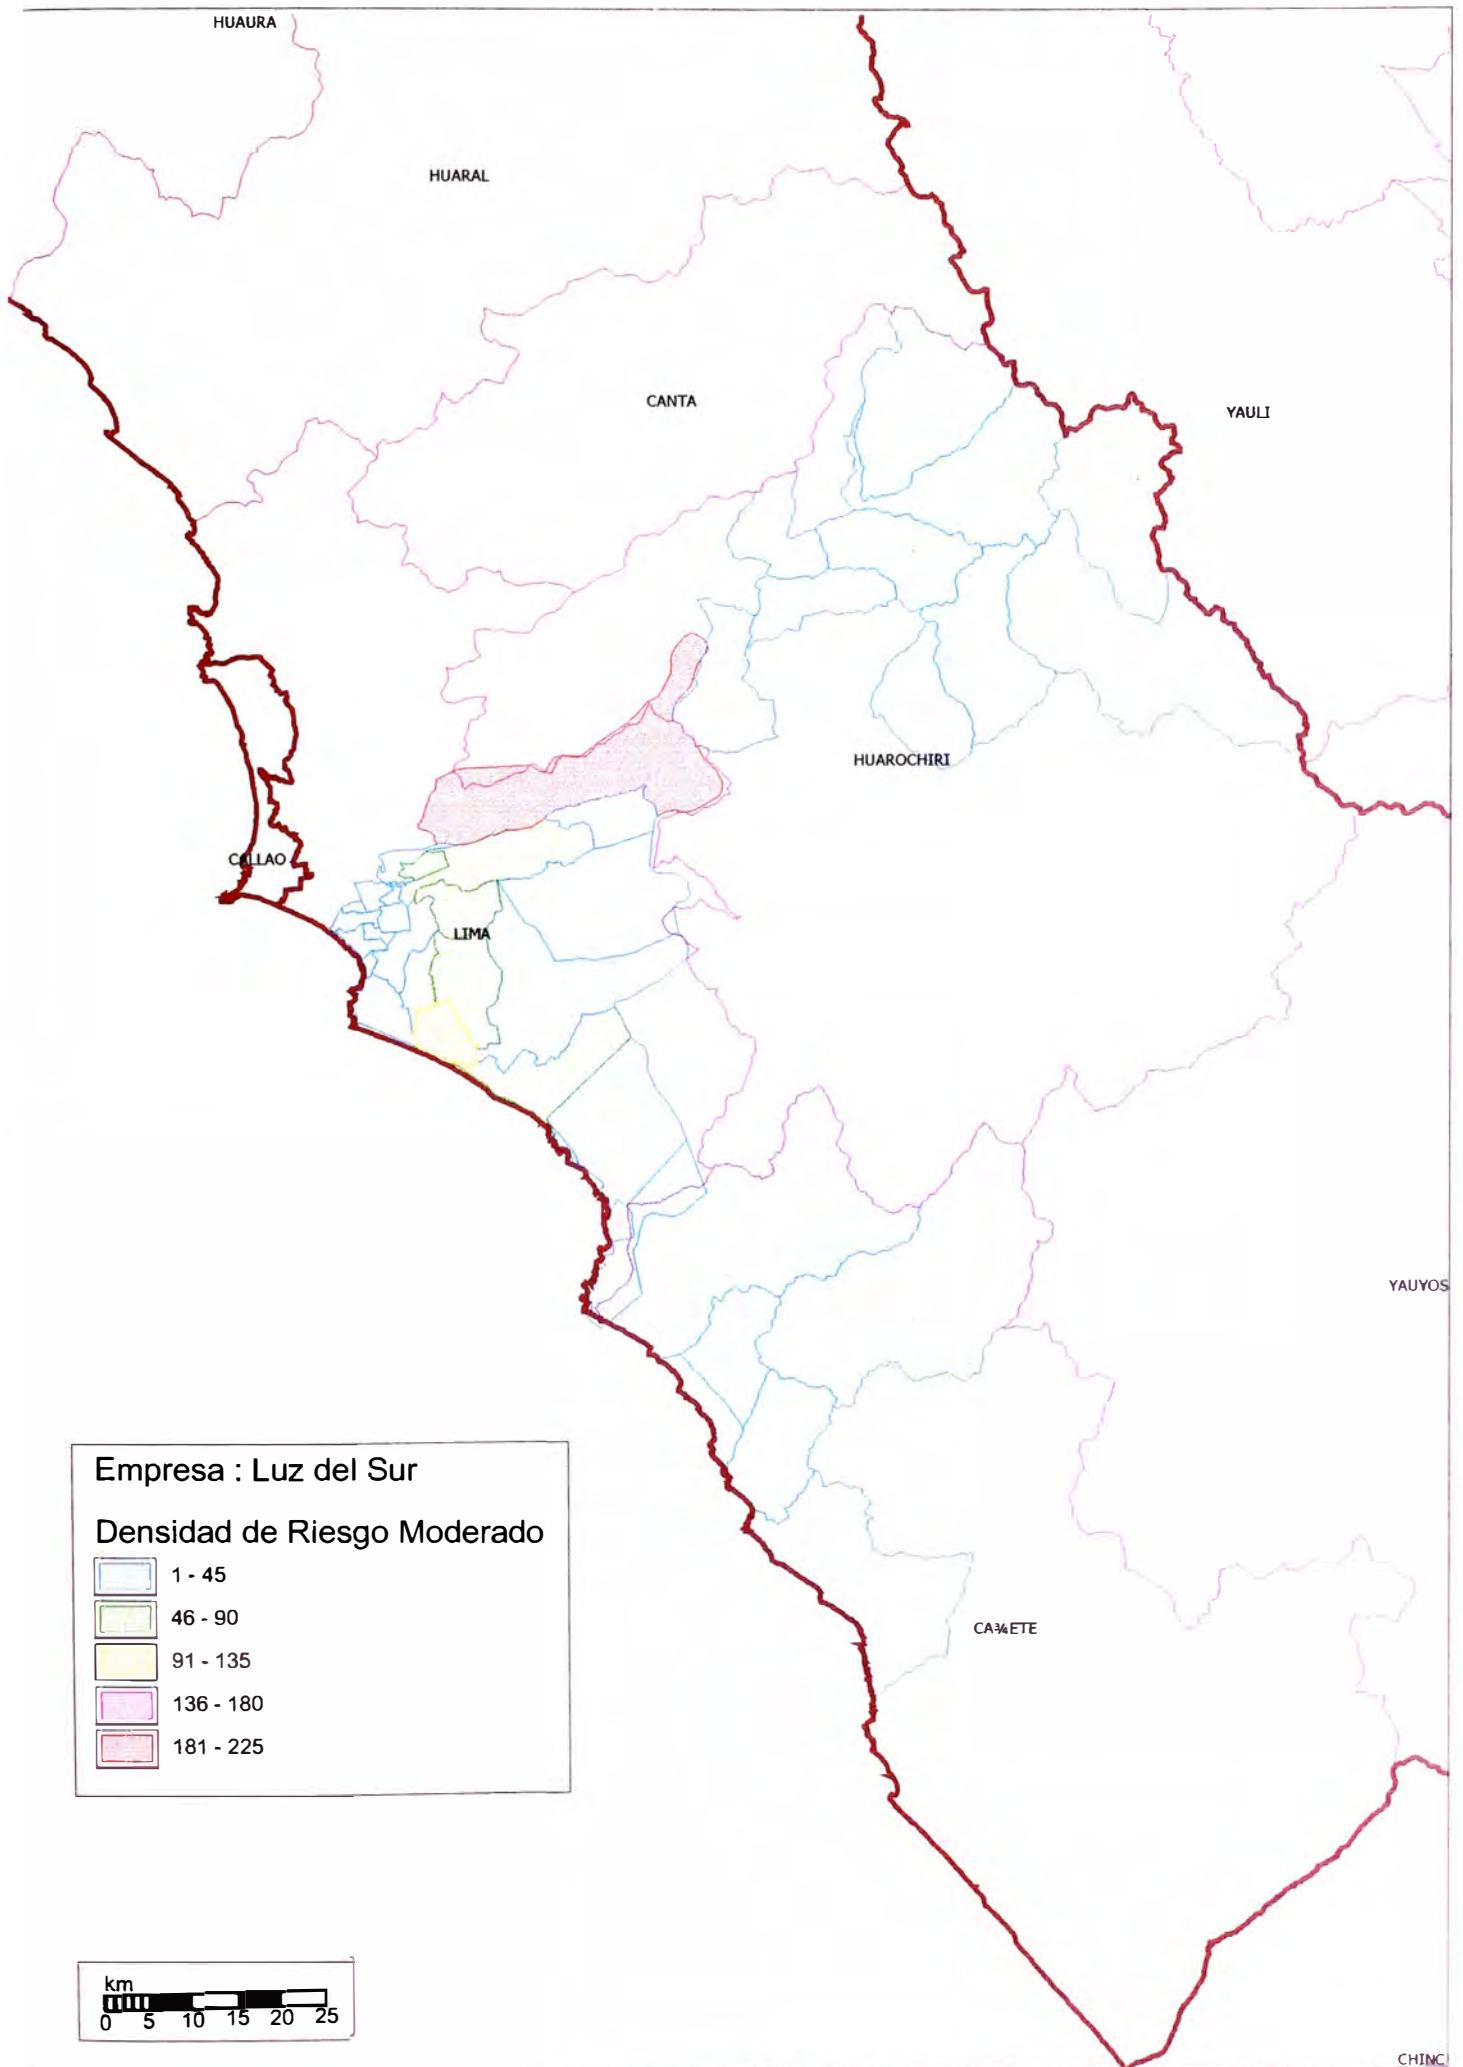 HUAURA
HUARAL
CANTA
YAULI
HUAROCHIRI
CALLAO
LIMA
YAUYOS
Empresa : Luz del Sur
Densidad de Riesgo Moderado
1 - 45
46 - 90
91 - 135
136 - 180
181 - 225
CA¾ETE
km
0 5 10 15 20 25
CHINC